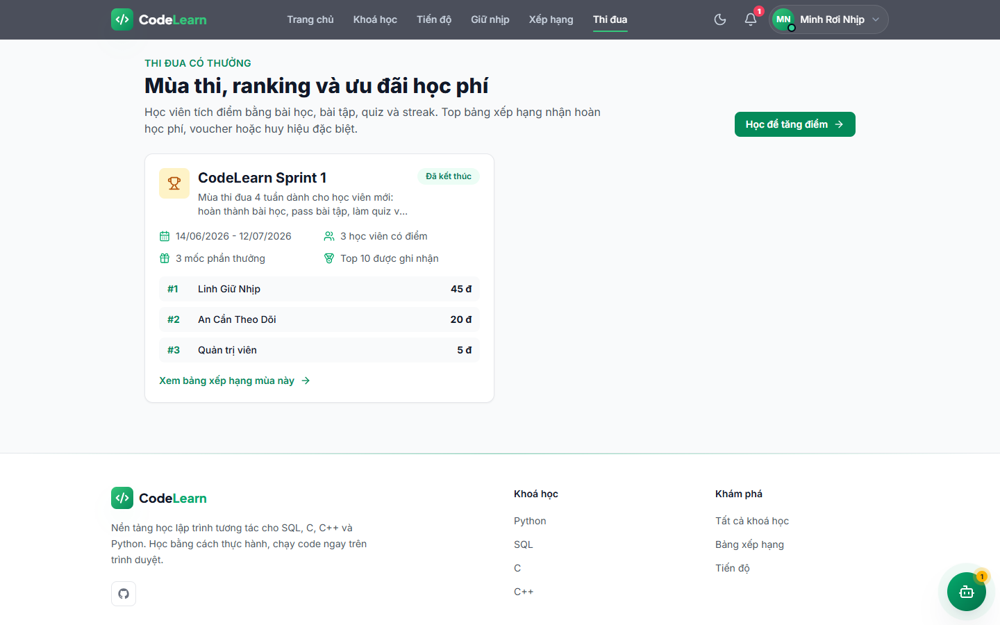 CodeLearn
Trang chủ
Khoá học
Tiến độ
Giữ nhịp
Xếp hạng
Thi đua
1
MN
Minh Rơi Nhịp
THI ĐUA CÓ THƯỞNG
Mùa thi, ranking và ưu đãi học phí
Học viên tích điểm bằng bài học, bài tập, quiz và streak. Top bảng xếp hạng nhận hoàn
học phí, voucher hoặc huy hiệu đặc biệt.
Học để tăng điểm
CodeLearn Sprint 1
Đã kết thúc
Mùa thi đua 4 tuần dành cho học viên mới:
hoàn thành bài học, pass bài tập, làm quiz v...
14/06/2026 - 12/07/2026
3 học viên có điểm
3 mốc phần thưởng
Top 10 được ghi nhận
#1 Linh Giữ Nhịp 45 đ
#2 An Cần Theo Dõi 20 đ
#3 Quản trị viên 5 đ
Xem bảng xếp hạng mùa này
CodeLearn
Nền tảng học lập trình tương tác cho SQL, C, C++ và
Python. Học bằng cách thực hành, chạy code ngay trên
trình duyệt.
Khoá học
Python
SQL
C
C++
Khám phá
Tất cả khoá học
Bảng xếp hạng
Tiến độ
1